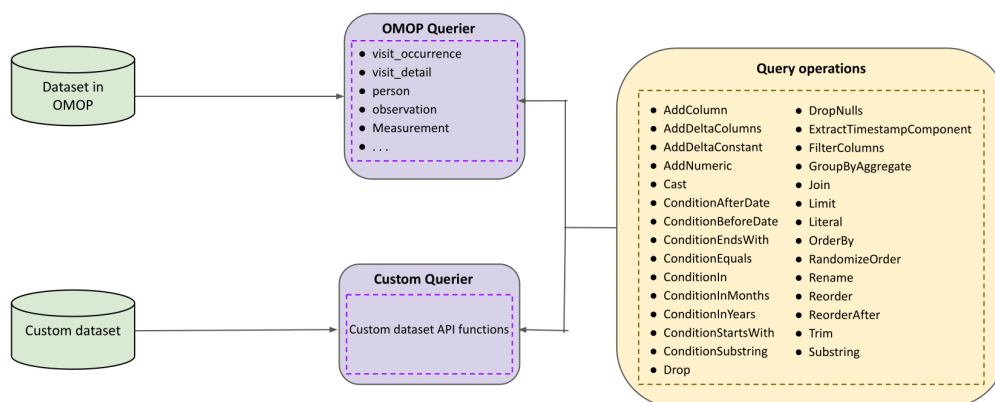 Dataset in
OMOP
OMOP Querier
● visit_occurrence
● visit_detail
● person
● observation
● Measurement
● . . .
Custom dataset
Custom Querier
Custom dataset API functions
Query operations
● AddColumn
● AddDeltaColumns
● AddDeltaConstant
● AddNumeric
● Cast
● ConditionAfterDate
● ConditionBeforeDate
● ConditionEndsWith
● ConditionEquals
● ConditionIn
● ConditionInMonths
● ConditionInYears
● ConditionStartsWith
● ConditionSubstring
● Drop
● DropNulls
● ExtractTimestampComponent
● FilterColumns
● GroupByAggregate
● Join
● Limit
● Literal
● OrderBy
● RandomizeOrder
● Rename
● Reorder
● ReorderAfter
● Trim
● Substring